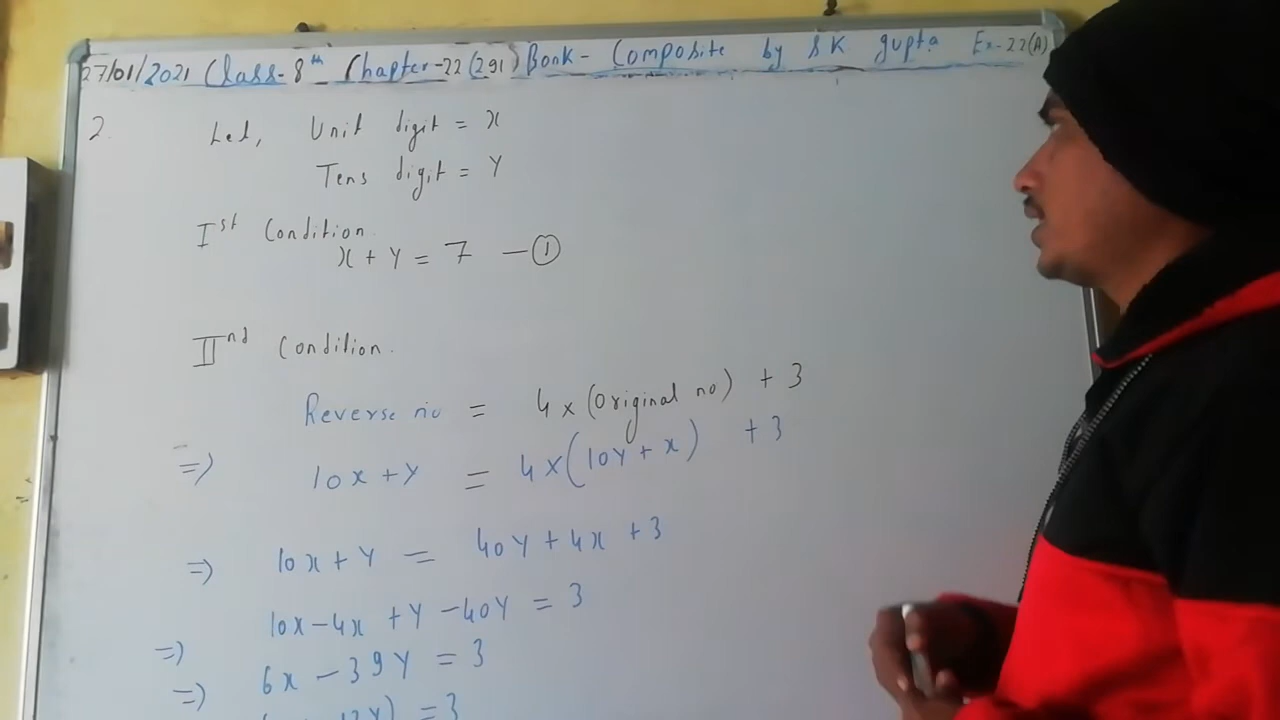 27/01/2021 Class-8th Chapter-22(291) Book- Composite by SK gupta Ex-22(A)
2. Let, Unit digit = x
Tens digit = Y
Ist Condition
x + Y = 7 — ①
IInd Condition.
Reverse no = 4 × (Original no) + 3
=> 10x + Y = 4 × (10Y + x) + 3
=> 10x + Y = 40Y + 4x + 3
=> 10x - 4x + Y - 40Y = 3
=> 6x - 39Y = 3
13Y) = 3